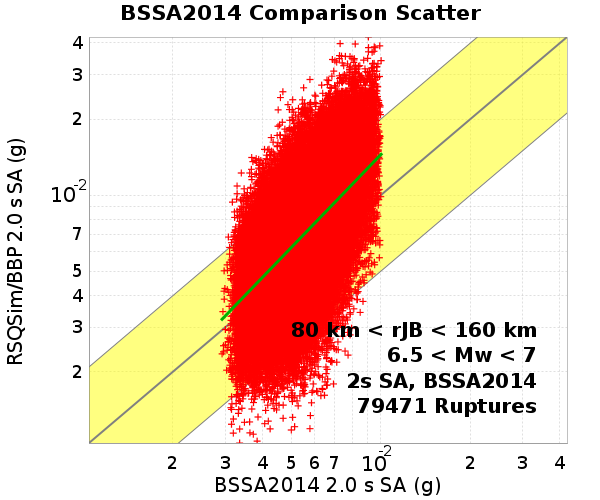 BSSA2014 Comparison Scatter
RSQSim/BBP 2.0 s SA (g)
4
3
2
10-2
7
5
4
3
2
80 km < rJB < 160 km
6.5 < Mw < 7
2s SA, BSSA2014
79471 Ruptures
2 3 4 5 6 7 10-2 2 3 4
BSSA2014 2.0 s SA (g)